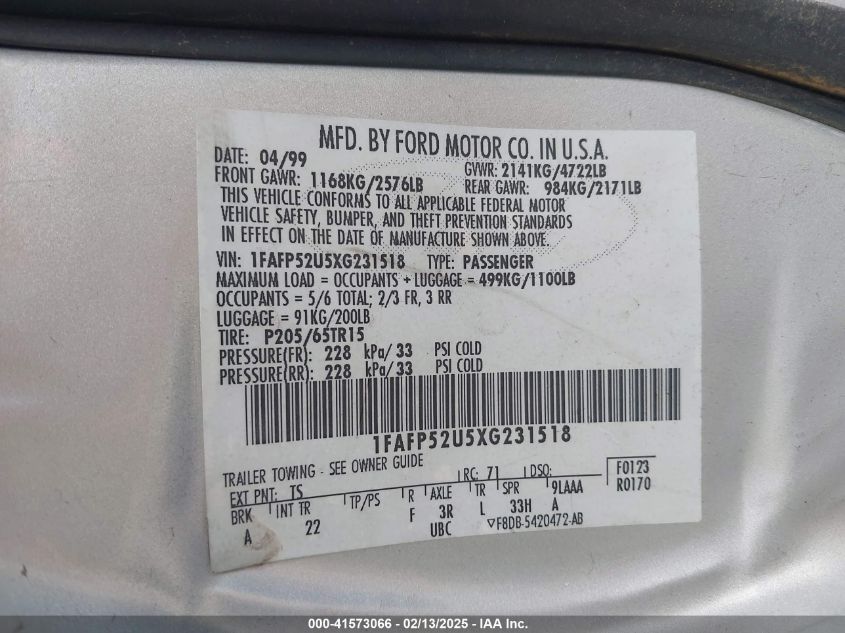 MFD. BY FORD MOTOR CO. IN U.S.A.
DATE: 04/99 GVWR: 2141KG/4722LB
FRONT GAWR: 1168KG/2576LB REAR GAWR: 984KG/2171LB
THIS VEHICLE CONFORMS TO ALL APPLICABLE FEDERAL MOTOR
VEHICLE SAFETY, BUMPER, AND THEFT PREVENTION STANDARDS
IN EFFECT ON THE DATE OF MANUFACTURE SHOWN ABOVE.
VIN: 1FAFP52U5XG231518 TYPE: PASSENGER
MAXIMUM LOAD = OCCUPANTS + LUGGAGE = 499KG/1100LB
OCCUPANTS = 5/6 TOTAL; 2/3 FR, 3 RR
LUGGAGE = 91KG/200LB
TIRE: P205/65TR15
PRESSURE(FR): 228 kPa/33 PSI COLD
PRESSURE(RR): 228 kPa/33 PSI COLD
1FAFP52U5XG231518
TRAILER TOWING - SEE OWNER GUIDE
EXT PNT: TS RC: 71 DSO: F0123
BRK INT TR TP/PS R AXLE TR SPR 9LAAA R0170
A 22 F 3R L 33H A
UBC ▽F8DB-5420472-AB
000-41573066 - 02/13/2025 - IAA Inc.